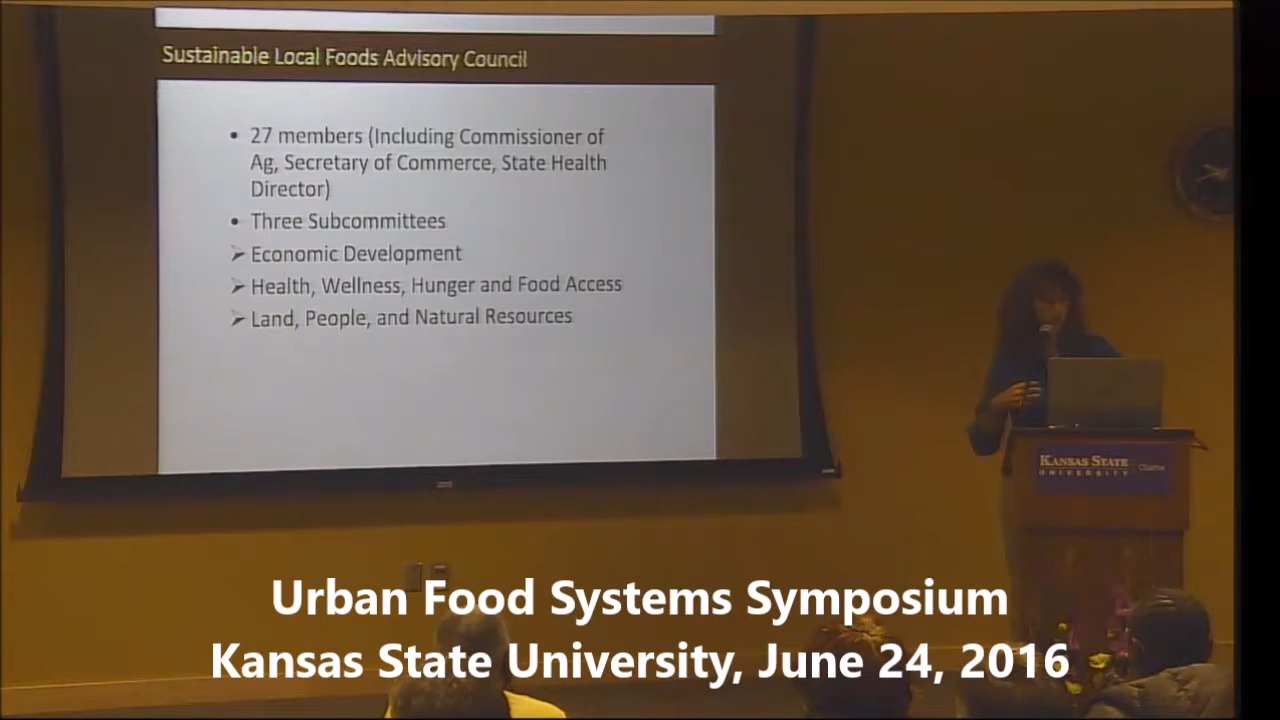 Sustainable Local Foods Advisory Council
• 27 members (Including Commissioner of
Ag, Secretary of Commerce, State Health
Director)
• Three Subcommittees
➢ Economic Development
➢ Health, Wellness, Hunger and Food Access
➢ Land, People, and Natural Resources
KANSAS STATE
UNIVERSITY
Olathe
Urban Food Systems Symposium
Kansas State University, June 24, 2016